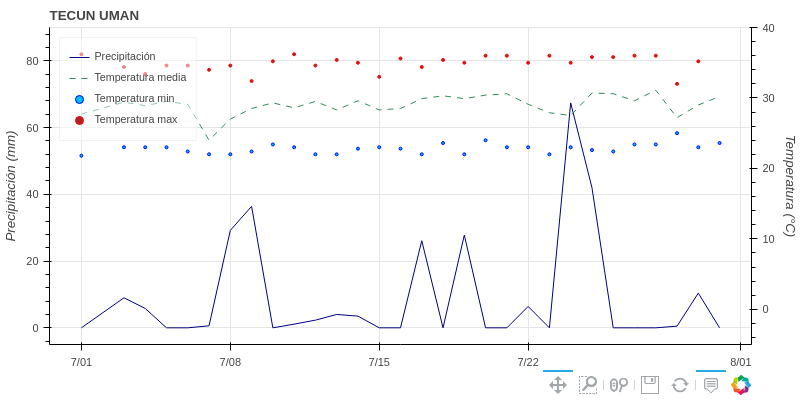 TECUN UMAN
Precipitación
Temperatura media
Temperatura min
Temperatura max
80
60
40
20
0
Precipitación (mm)
40
30
20
10
0
Temperatura (°C)
7/01
7/08
7/15
7/22
8/01